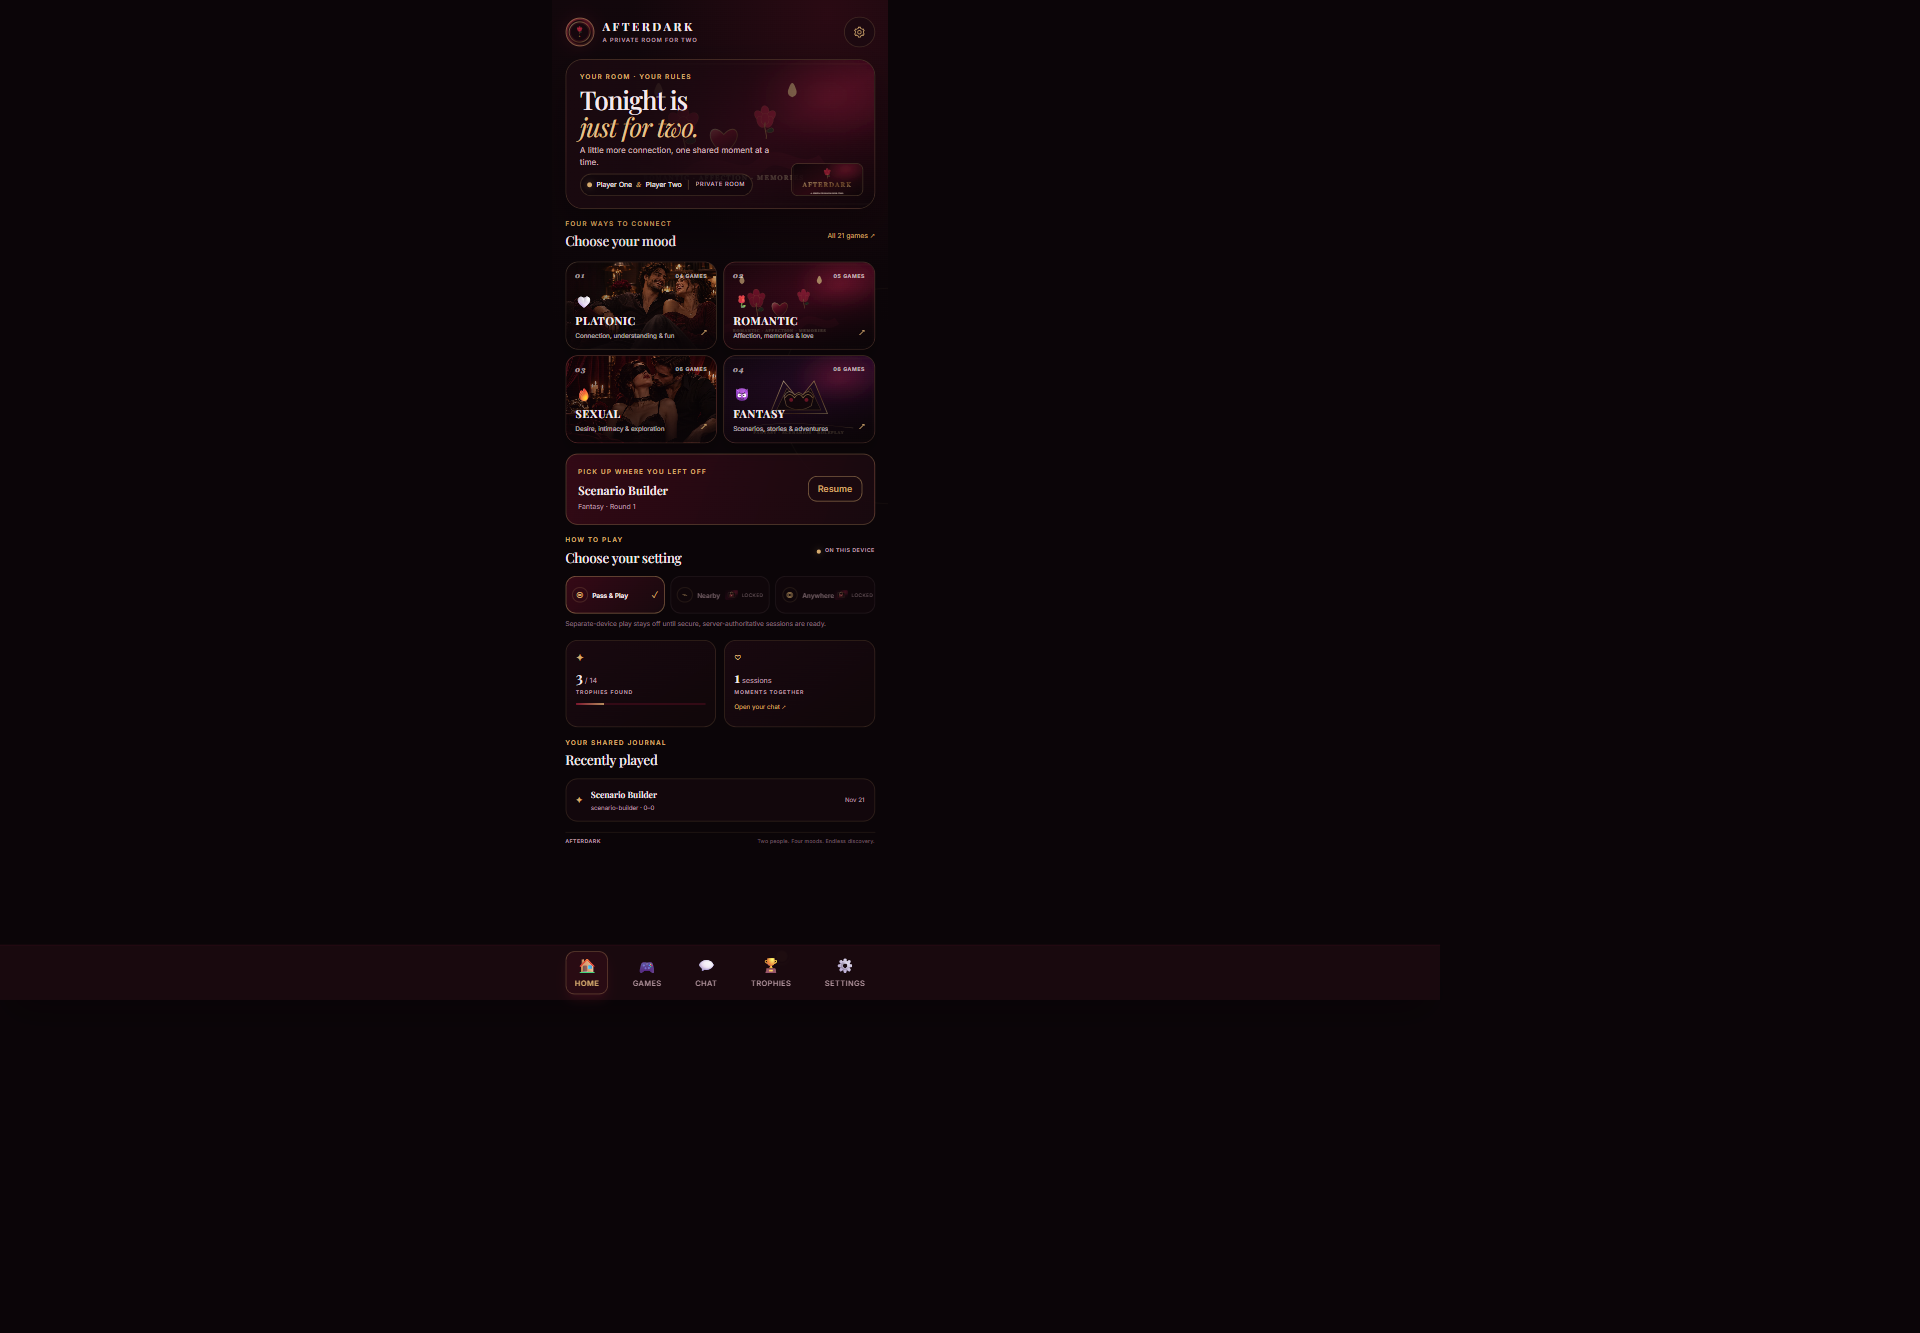 AFTERDARK
A PRIVATE ROOM FOR TWO
YOUR ROOM · YOUR RULES
Tonight is
just for two.
A little more connection, one shared moment at a
time.
Player One & Player Two | PRIVATE ROOM
AFTERDARK
FOUR WAYS TO CONNECT
Choose your mood
All 21 games ↗
01
04 GAMES
PLATONIC
Connection, understanding & fun
↗
02
05 GAMES
ROMANTIC
Affection, memories & love
↗
03
06 GAMES
SEXUAL
Desire, intimacy & exploration
↗
04
06 GAMES
FANTASY
Scenarios, stories & adventures
↗
PICK UP WHERE YOU LEFT OFF
Scenario Builder
Fantasy · Round 1
Resume
HOW TO PLAY
Choose your setting
ON THIS DEVICE
Pass & Play ✓
Nearby LOCKED
Anywhere LOCKED
Separate-device play stays off until secure, server-authoritative sessions are ready.
3 / 14
TROPHIES FOUND
1 sessions
MOMENTS TOGETHER
Open your chat ↗
YOUR SHARED JOURNAL
Recently played
Scenario Builder
scenario-builder · 0–0
Nov 21
AFTERDARK
Two people. Four moods. Endless discovery.
HOME
GAMES
CHAT
TROPHIES
SETTINGS